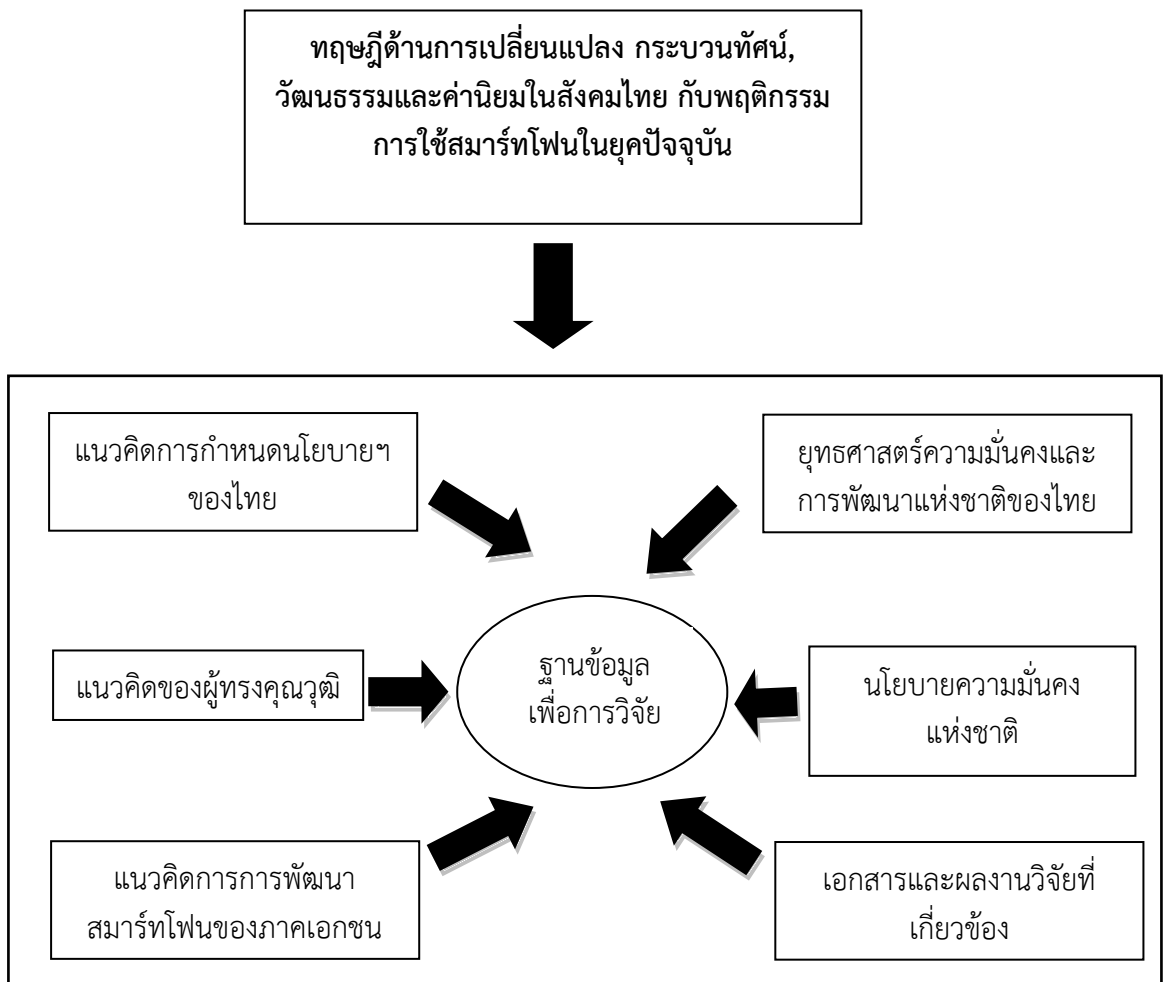 ทฤษฎีด้านการเปลี่ยนแปลง กระบวนทัศน์,
วัฒนธรรมและค่านิยมในสังคมไทย กับพฤติกรรม
การใช้สมาร์ทโฟนในยุคปัจจุบัน
แนวคิดการกำหนดนโยบายฯ
ของไทย
ยุทธศาสตร์ความมั่นคงและ
การพัฒนาแห่งชาติของไทย
แนวคิดของผู้ทรงคุณวุฒิ
ฐานข้อมูล
เพื่อการวิจัย
นโยบายความมั่นคง
แห่งชาติ
แนวคิดการการพัฒนา
สมาร์ทโฟนของภาคเอกชน
เอกสารและผลงานวิจัยที่
เกี่ยวข้อง